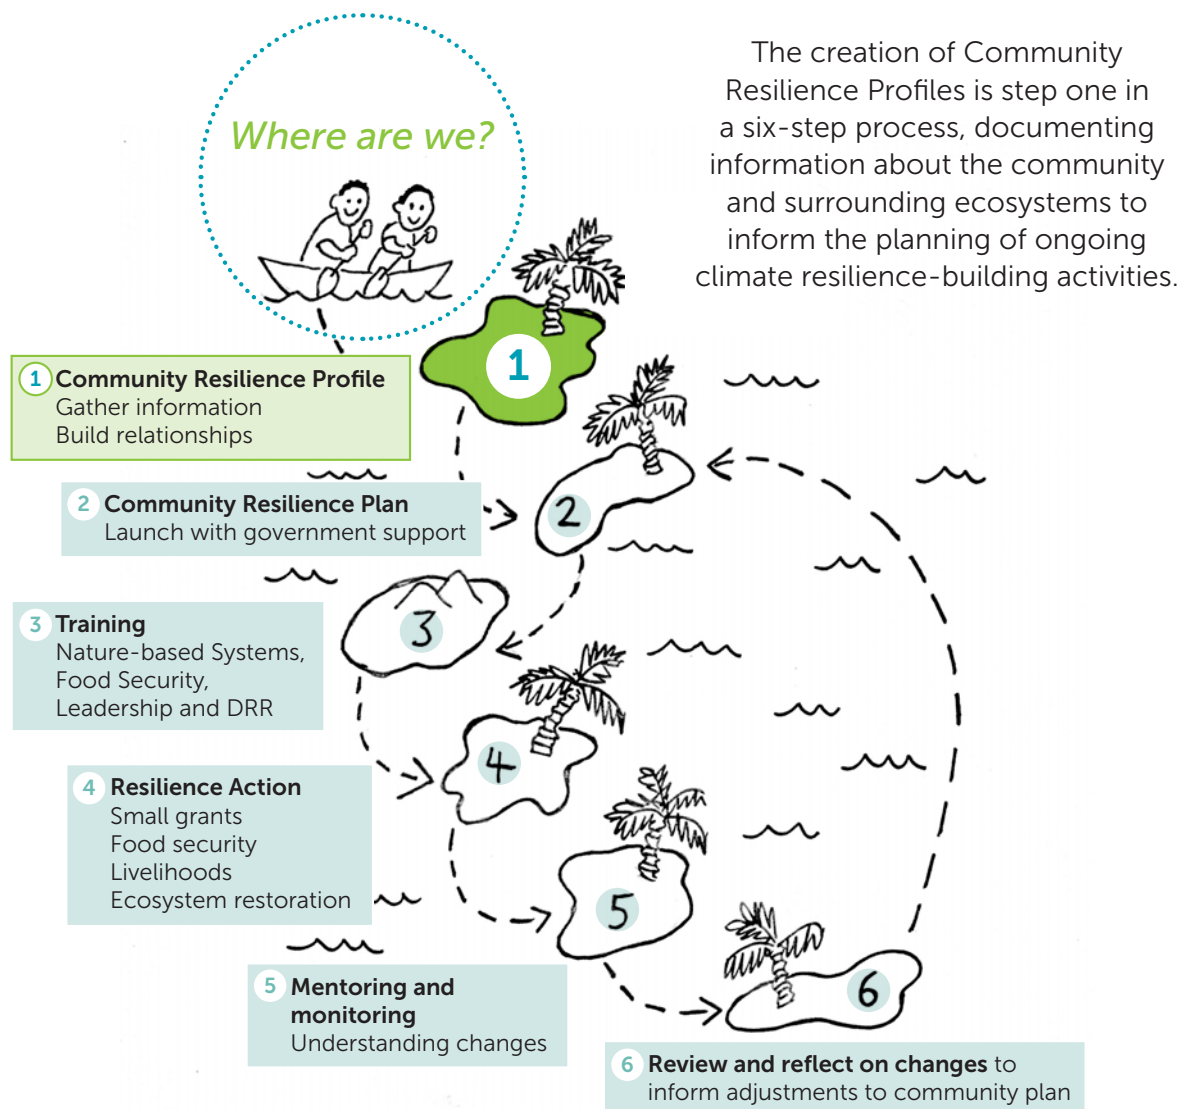 Where are we?
The creation of Community
Resilience Profiles is step one in
a six-step process, documenting
information about the community
and surrounding ecosystems to
inform the planning of ongoing
climate resilience-building activities.
1
1 Community Resilience Profile
Gather information
Build relationships
2
2 Community Resilience Plan
Launch with government support
3
3 Training
Nature-based Systems,
Food Security,
Leadership and DRR
4
4 Resilience Action
Small grants
Food security
Livelihoods
Ecosystem restoration
5
5 Mentoring and
monitoring
Understanding changes
6
6 Review and reflect on changes to
inform adjustments to community plan